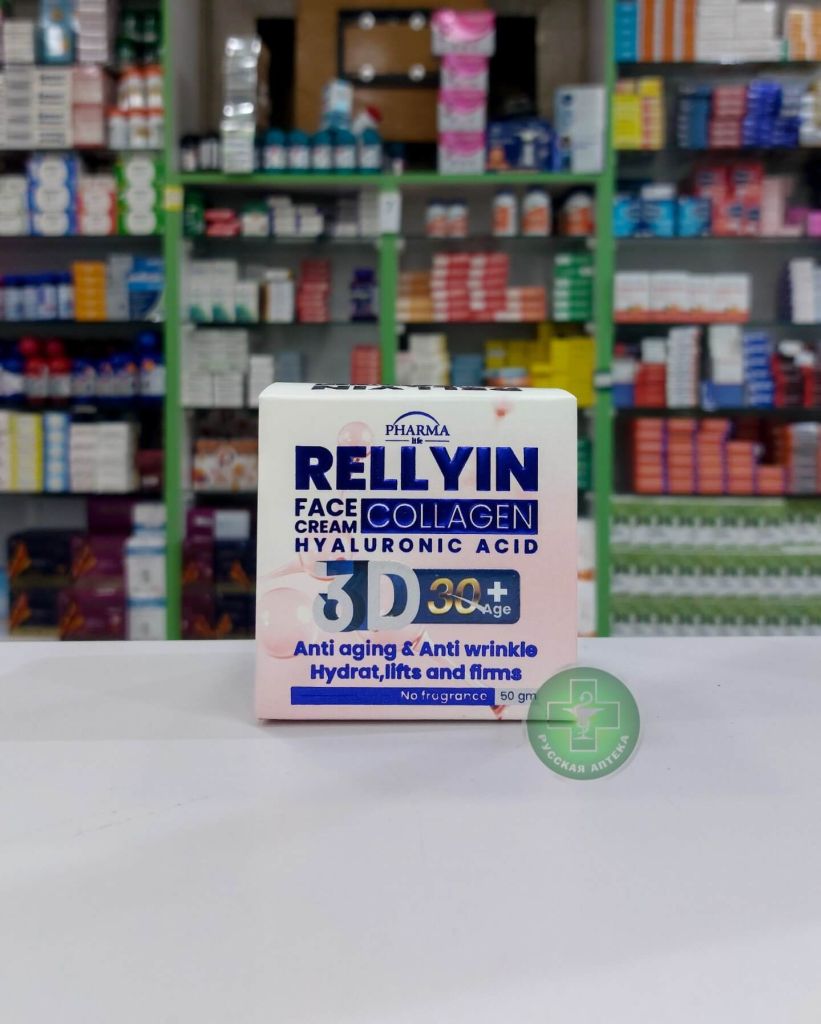 PHARMA
life
RELLYIN
FACE CREAM COLLAGEN
HYALURONIC ACID
3D 30+ Age
Anti aging & Anti wrinkle
Hydrat,lifts and firms
No fragrance 50 gm
РУССКАЯ АПТЕКА